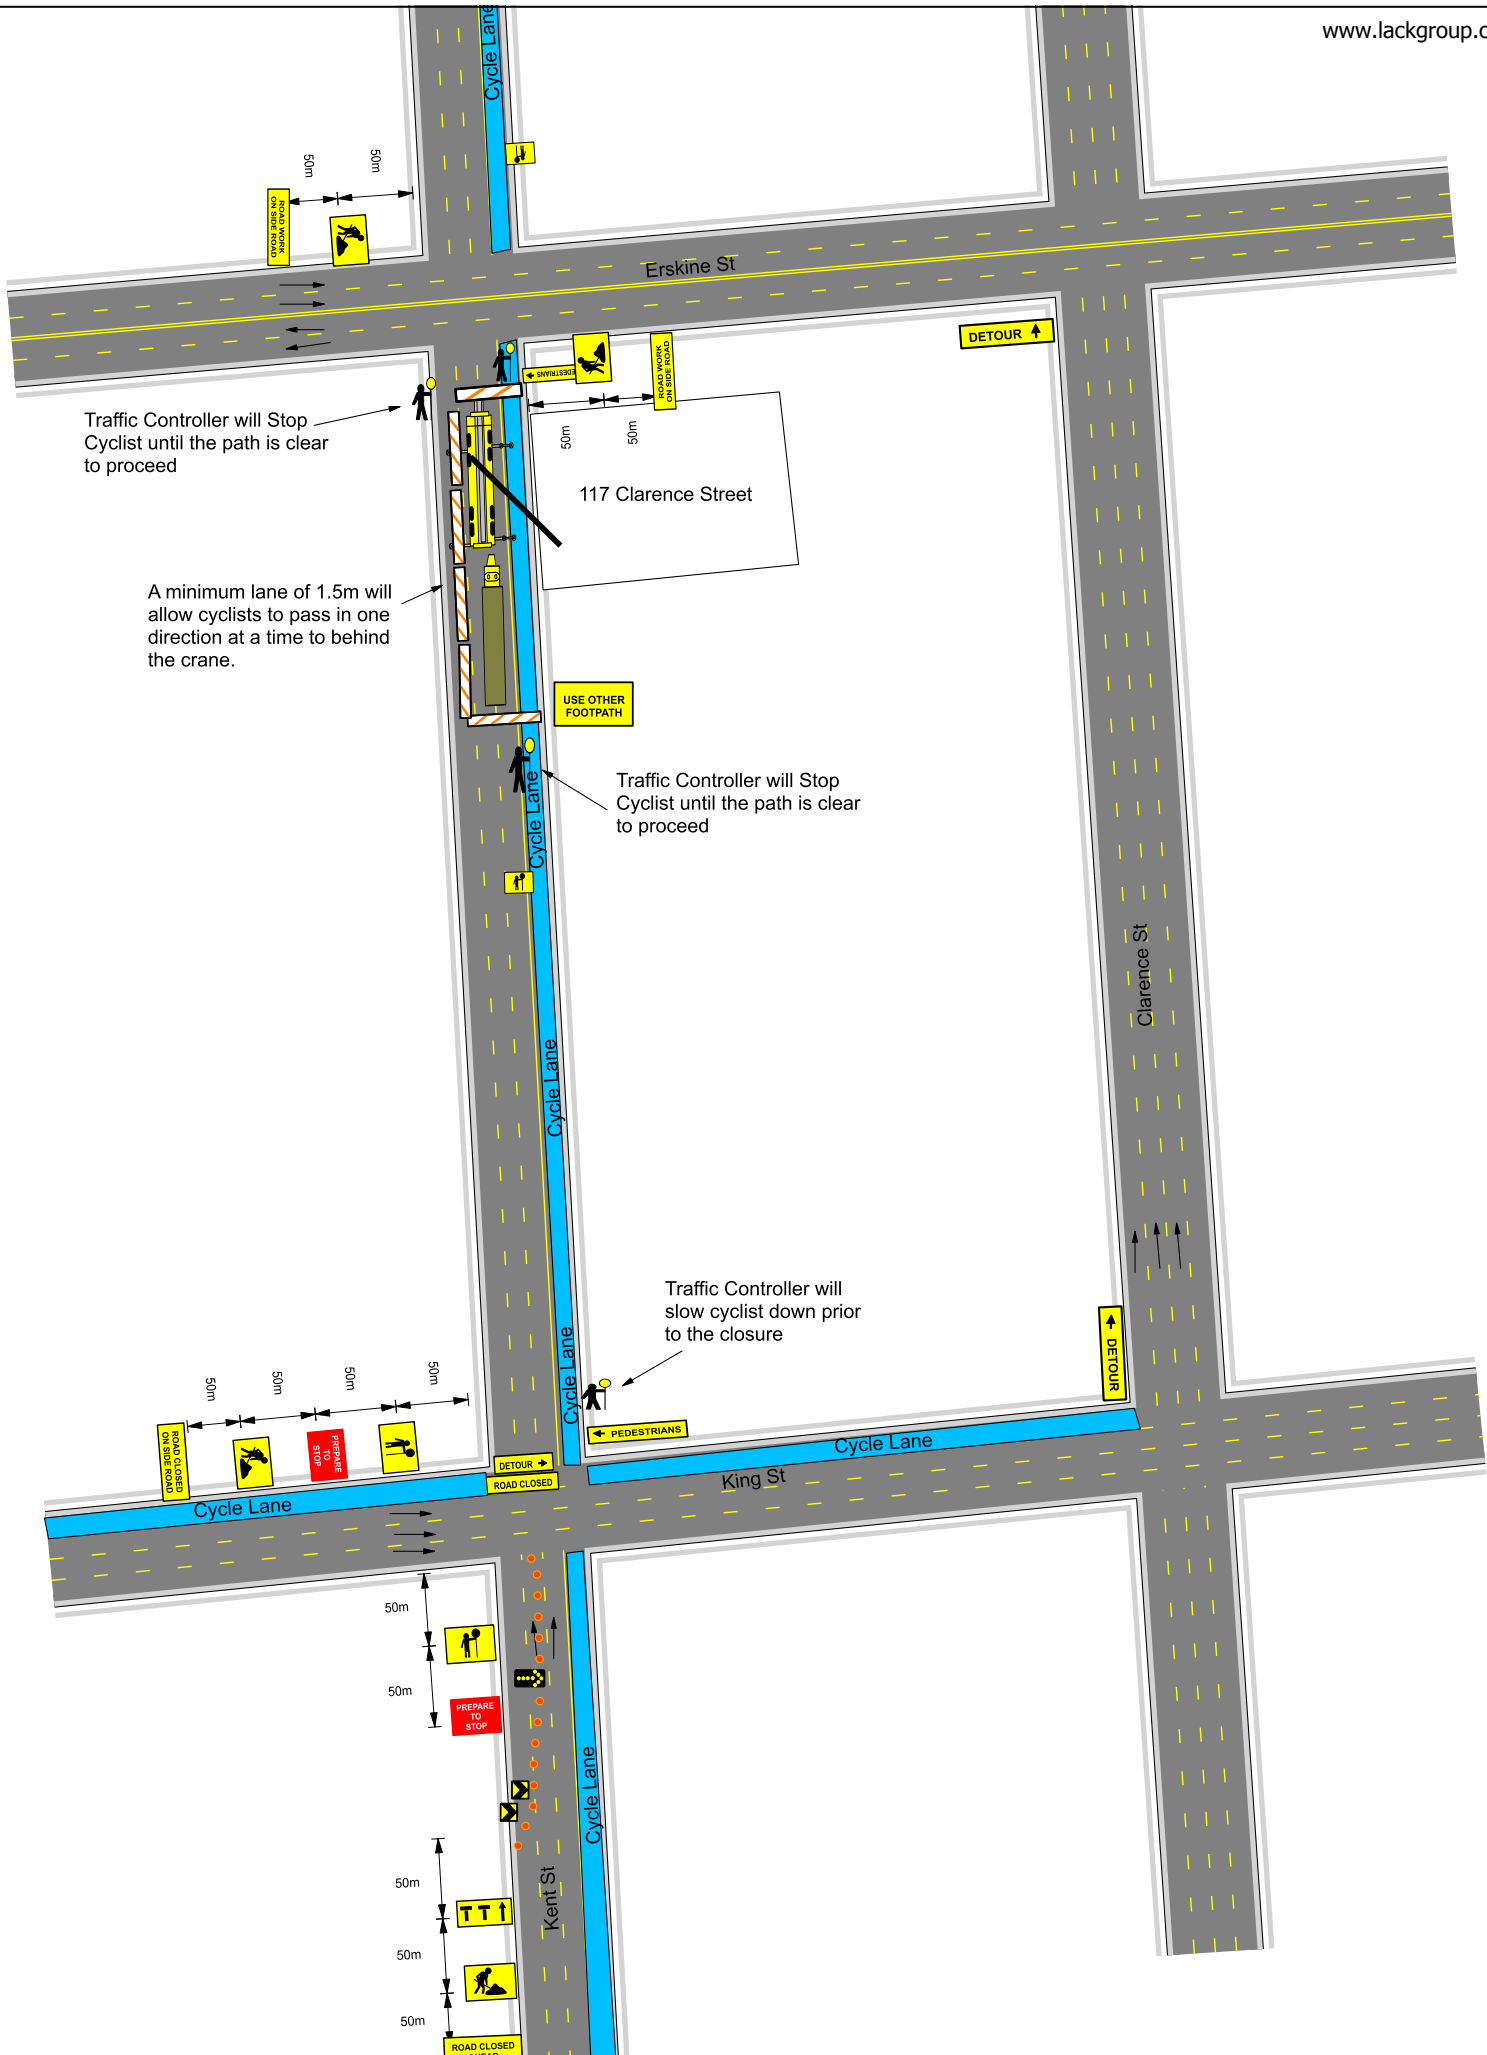 www.lackgroup.c
Cycle Lane
50m
50m
ROAD WORK
ON SIDE ROAD
Erskine St
DETOUR
PEDESTRIANS
ROAD WORK
ON SIDE ROAD
50m
50m
Traffic Controller will Stop
Cyclist until the path is clear
to proceed
117 Clarence Street
A minimum lane of 1.5m will
allow cyclists to pass in one
direction at a time to behind
the crane.
USE OTHER
FOOTPATH
Traffic Controller will Stop
Cyclist until the path is clear
to proceed
Cycle Lane
Clarence St
Cycle Lane
Traffic Controller will
slow cyclist down prior
to the closure
Cycle Lane
DETOUR
50m
50m
50m
50m
ROAD CLOSED
ON SIDE ROAD
PREPARE
TO
STOP
PEDESTRIANS
DETOUR
ROAD CLOSED
Cycle Lane
King St
Cycle Lane
50m
50m
PREPARE
TO
STOP
Cycle Lane
Kent St
50m
50m
50m
ROAD CLOSED